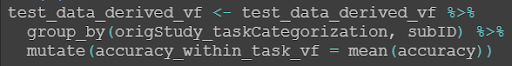 test_data_derived_vf <- test_data_derived_vf %>%
group_by(origStudy_taskCategorization, subID) %>%
mutate(accuracy_within_task_vf = mean(accuracy))